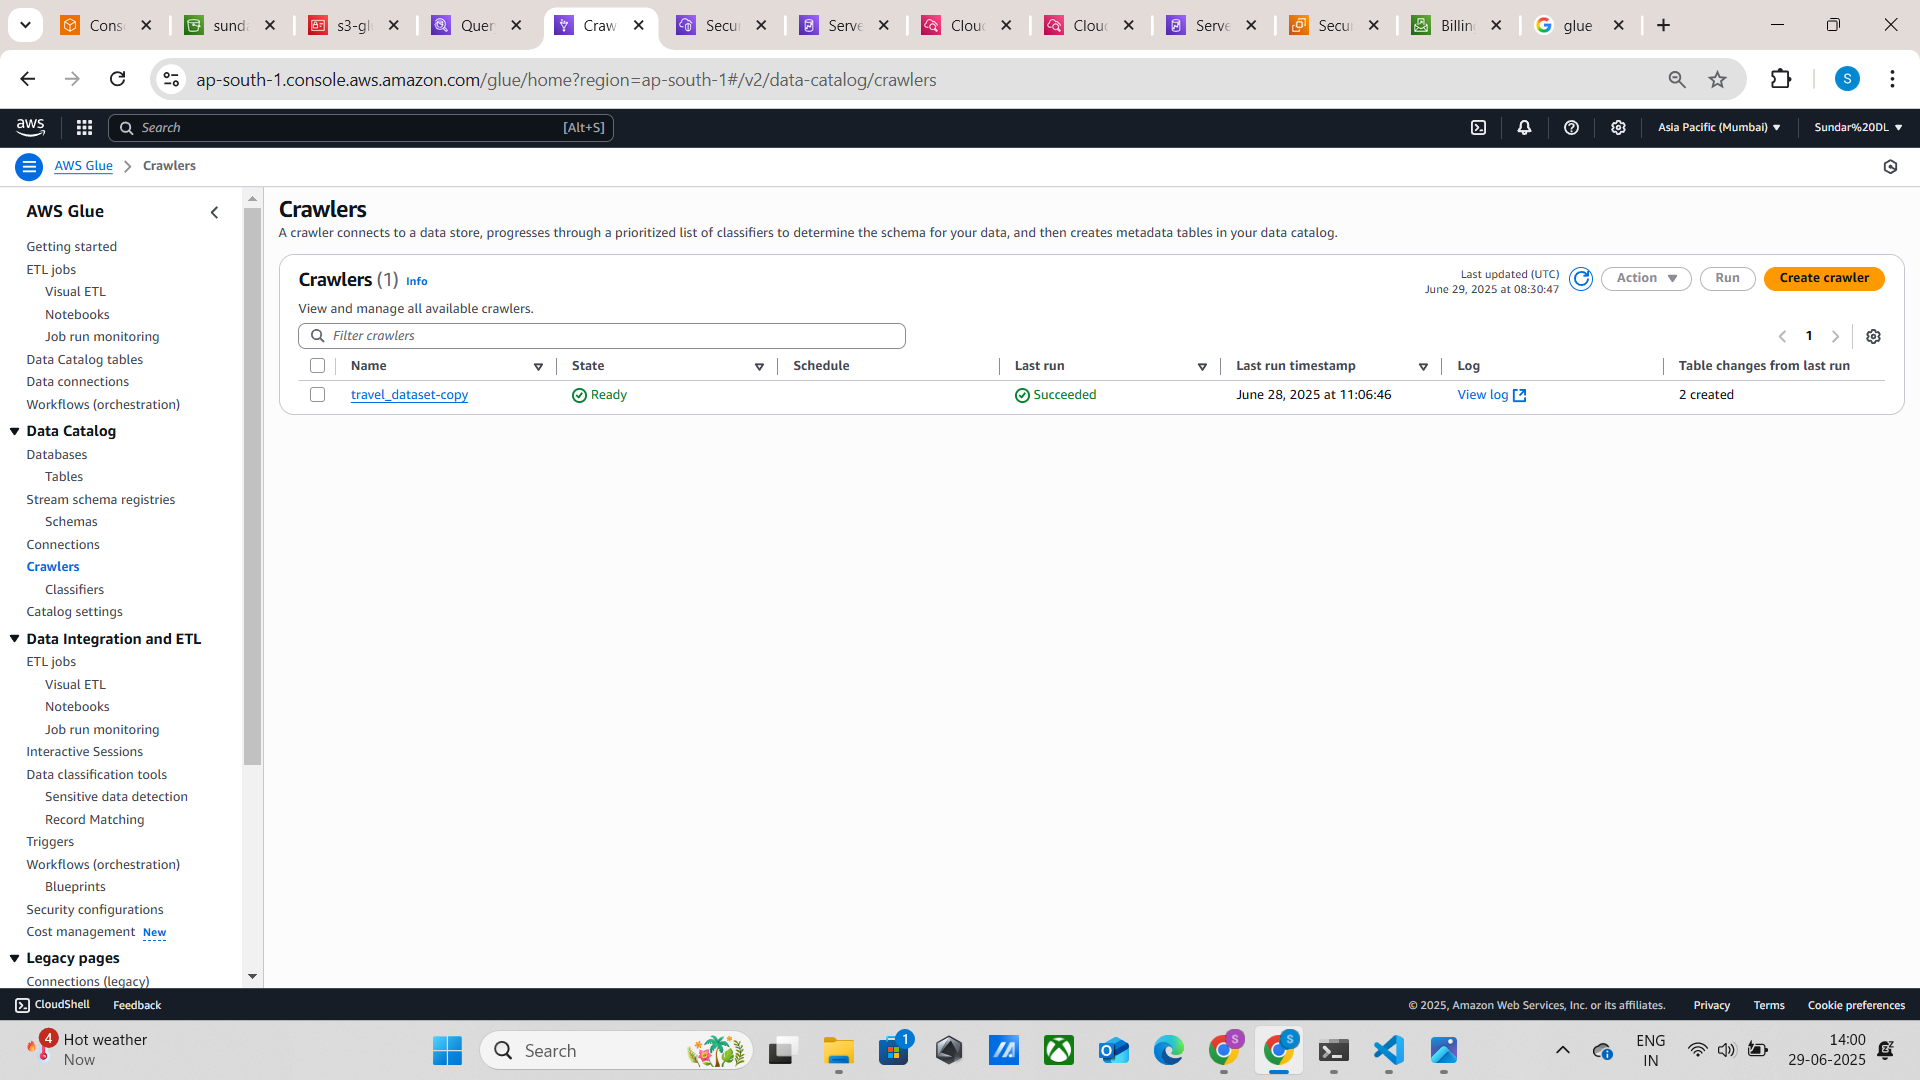 Cons
sunda
s3-gl
Quer
Craw
Secur
Serve
Cloud
Cloud
Serve
Secu
Billin
glue
ap-south-1.console.aws.amazon.com/glue/home?region=ap-south-1#/v2/data-catalog/crawlers
S
aws
Search
[Alt+S]
Asia Pacific (Mumbai)
Sundar%20DL
AWS Glue
Crawlers
AWS Glue
Getting started
ETL jobs
Visual ETL
Notebooks
Job run monitoring
Data Catalog tables
Data connections
Workflows (orchestration)
Data Catalog
Databases
Tables
Stream schema registries
Schemas
Connections
Crawlers
Classifiers
Catalog settings
Data Integration and ETL
ETL jobs
Visual ETL
Notebooks
Job run monitoring
Interactive Sessions
Data classification tools
Sensitive data detection
Record Matching
Triggers
Workflows (orchestration)
Blueprints
Security configurations
Cost management New
Legacy pages
Connections (legacy)
Crawlers
A crawler connects to a data store, progresses through a prioritized list of classifiers to determine the schema for your data, and then creates metadata tables in your data catalog.
Crawlers (1) Info
View and manage all available crawlers.
Last updated (UTC)
June 29, 2025 at 08:30:47
Action
Run
Create crawler
Filter crawlers
1
Name State Schedule Last run Last run timestamp Log Table changes from last run
travel_dataset-copy Ready Succeeded June 28, 2025 at 11:06:46 View log 2 created
CloudShell Feedback
© 2025, Amazon Web Services, Inc. or its affiliates. Privacy Terms Cookie preferences
4
Hot weather
Now
Search
1
S
S
ENG
IN
14:00
29-06-2025